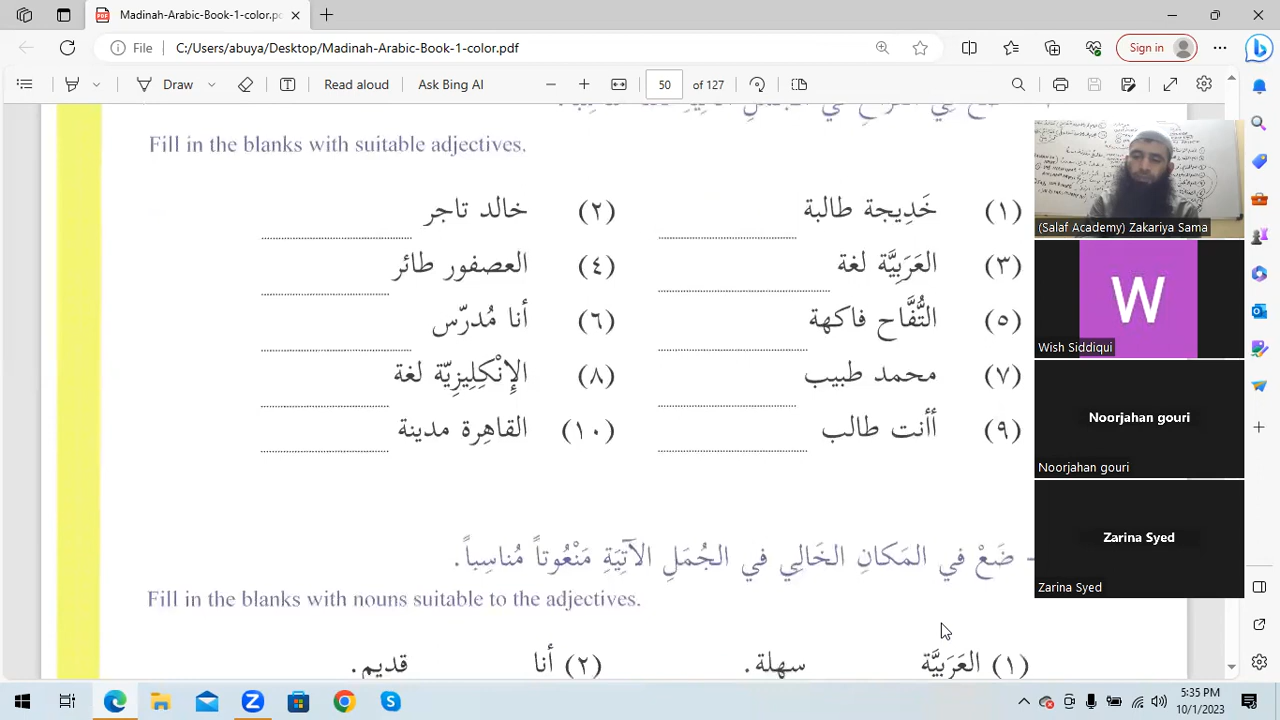 Madinah-Arabic-Book-1-color.pd
File
C:/Users/abuya/Desktop/Madinah-Arabic-Book-1-color.pdf
Sign in
Draw
Read aloud
Ask Bing AI
50 of 127
Fill in the blanks with suitable adjectives.
(١) خَدِيجة طالبة ........ (٢) خالد تاجر ........
(٣) العَرَبِيَّة لغة ........ (٤) العصفور طائر ........
(٥) التُّفَّاح فاكهة ........ (٦) أنا مُدرّس ........
(٧) محمد طبيب ........ (٨) الإِنْكِلِيزِيّة لغة ........
(٩) أأنت طالب ........ (١٠) القاهِرة مدينة ........
- ضَعْ في المَكانِ الخَالِي في الجُمَلِ الآتِيَةِ مَنْعُوتاً مُناسِباً.
Fill in the blanks with nouns suitable to the adjectives.
(١) العَرَبيَّة سهلة. (٢) أنا قديم.
(Salaf Academy) Zakariya Sama
W
Wish Siddiqui
Noorjahan gouri
Noorjahan gouri
Zarina Syed
Zarina Syed
5:35 PM
10/1/2023